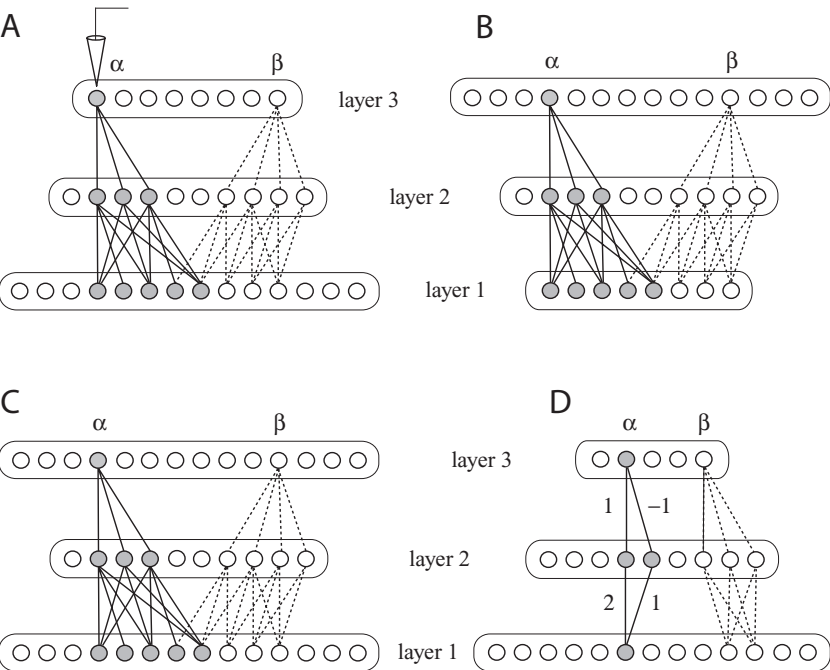 A
B
α
β
α
β
layer 3
layer 2
layer 1
C
D
α
β
α
β
layer 3
1
−1
layer 2
2
1
layer 1